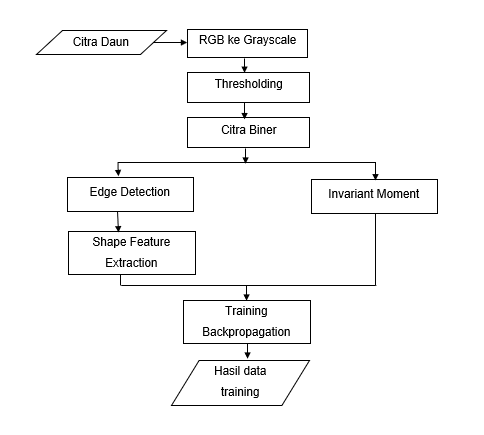 Citra Daun
RGB ke Grayscale
Thresholding
Citra Biner
Edge Detection
Invariant Moment
Shape Feature
Extraction
Training
Backpropagation
Hasil data
training